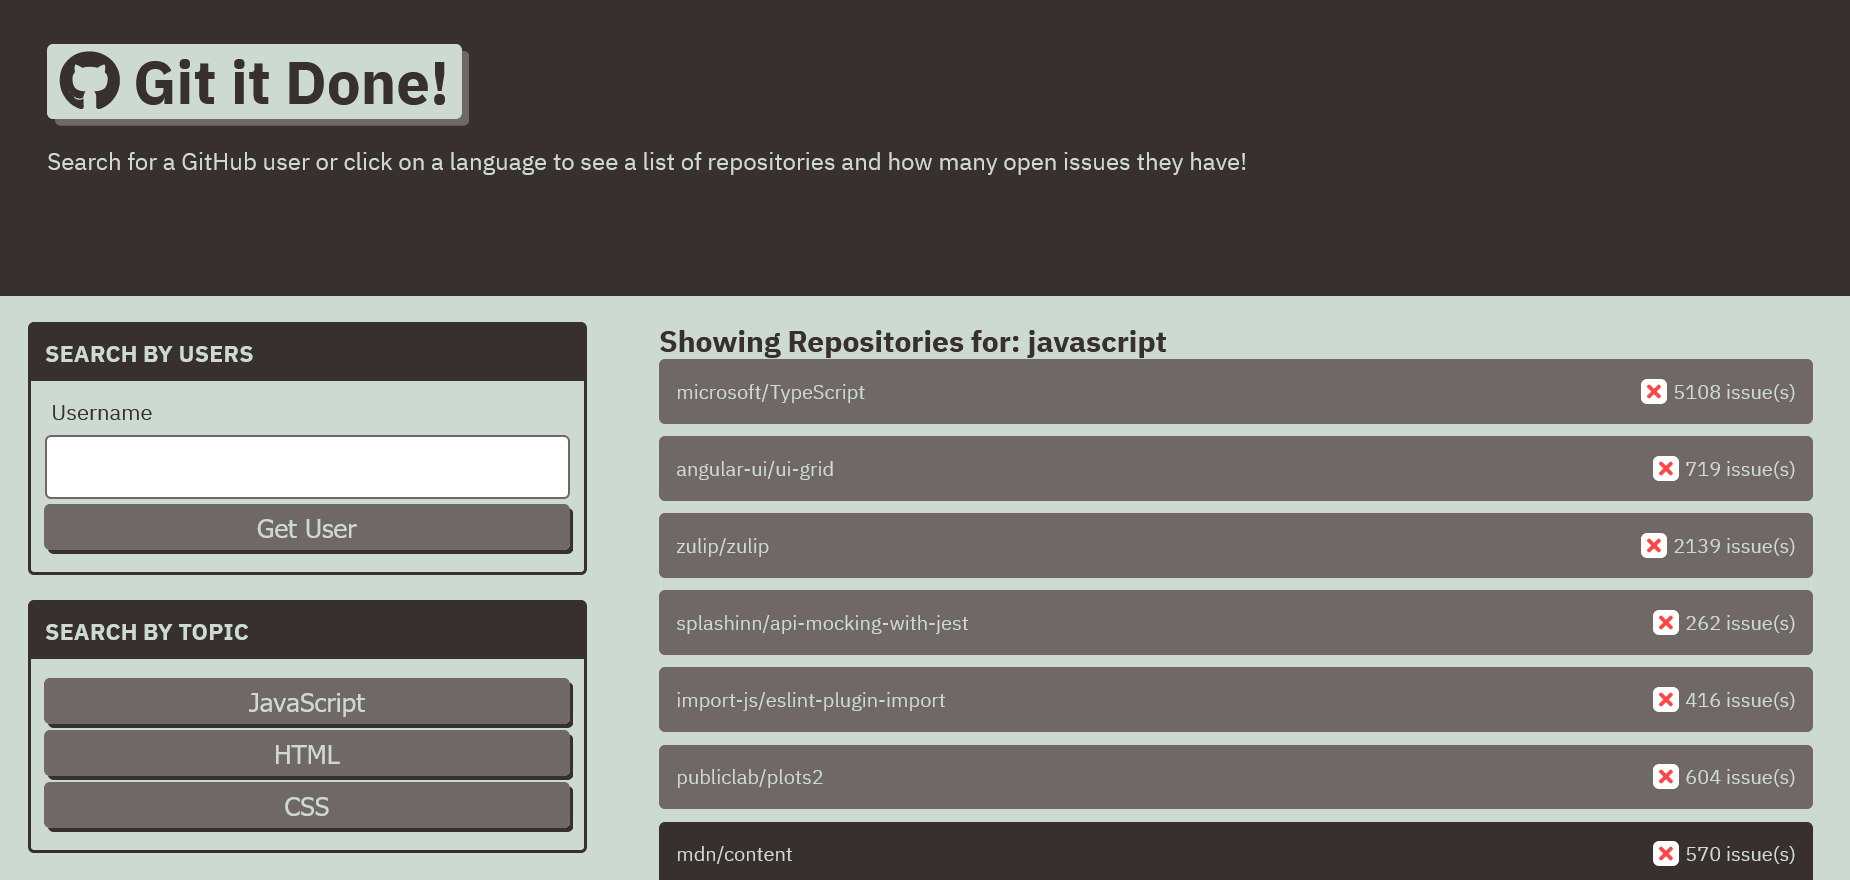 Git it Done!
Search for a GitHub user or click on a language to see a list of repositories and how many open issues they have!
SEARCH BY USERS
Username
Get User
SEARCH BY TOPIC
JavaScript
HTML
CSS
Showing Repositories for: javascript
microsoft/TypeScript 5108 issue(s)
angular-ui/ui-grid 719 issue(s)
zulip/zulip 2139 issue(s)
splashinn/api-mocking-with-jest 262 issue(s)
import-js/eslint-plugin-import 416 issue(s)
publiclab/plots2 604 issue(s)
mdn/content 570 issue(s)